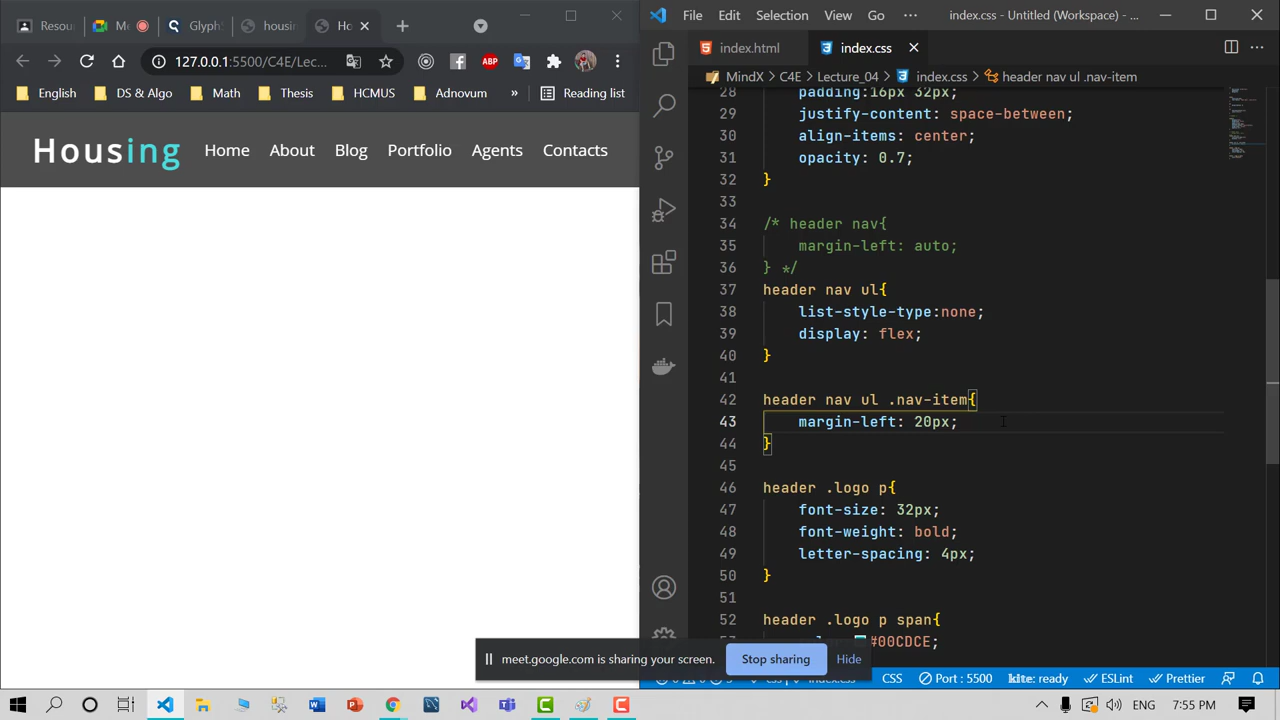 Resou
Me
GlyphS
housin
Ho
127.0.0.1:5500/C4E/Lec...
ABP
English
DS & Algo
Math
Thesis
HCMUS
Adnovum
»
Reading list
Housing
Home
About
Blog
Portfolio
Agents
Contacts
File
Edit
Selection
View
Go
···
index.css - Untitled (Workspace) - ...
index.html
index.css
MindX > C4E > Lecture_04 > index.css > header nav ul .nav-item
28 padding:16px 32px;
29 justify-content: space-between;
30 align-items: center;
31 opacity: 0.7;
32 }
33
34 /* header nav{
35 margin-left: auto;
36 } */
37 header nav ul{
38 list-style-type:none;
39 display: flex;
40 }
41
42 header nav ul .nav-item{
43 margin-left: 20px;
44 }
45
46 header .logo p{
47 font-size: 32px;
48 font-weight: bold;
49 letter-spacing: 4px;
50 }
51
52 header .logo p span{
#00CDCE;
meet.google.com is sharing your screen.
Stop sharing
Hide
CSS
Port : 5500
kite: ready
ESLint
Prettier
ENG
7:55 PM